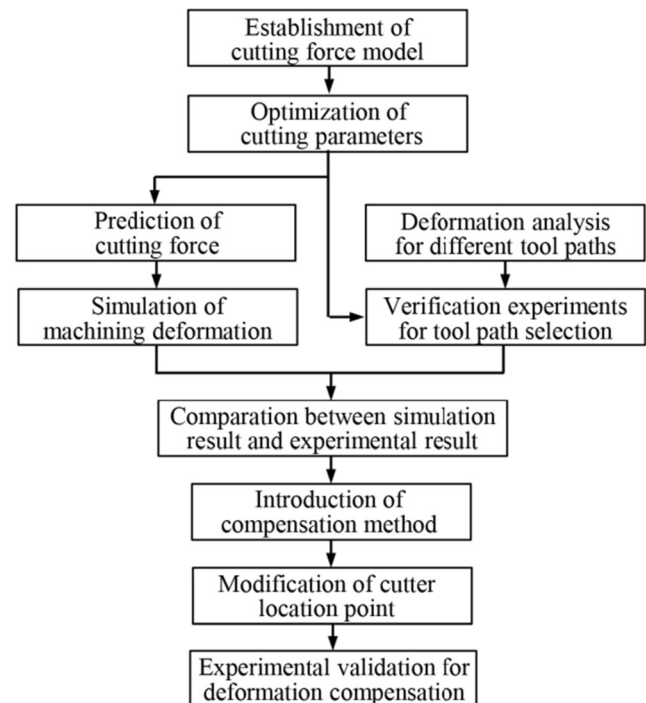 Establishment of
cutting force model
Optimization of
cutting parameters
Prediction of
cutting force
Deformation analysis
for different tool paths
Simulation of
machining deformation
Verification experiments
for tool path selection
Comparation between simulation
result and experimental result
Introduction of
compensation method
Modification of cutter
location point
Experimental validation for
deformation compensation